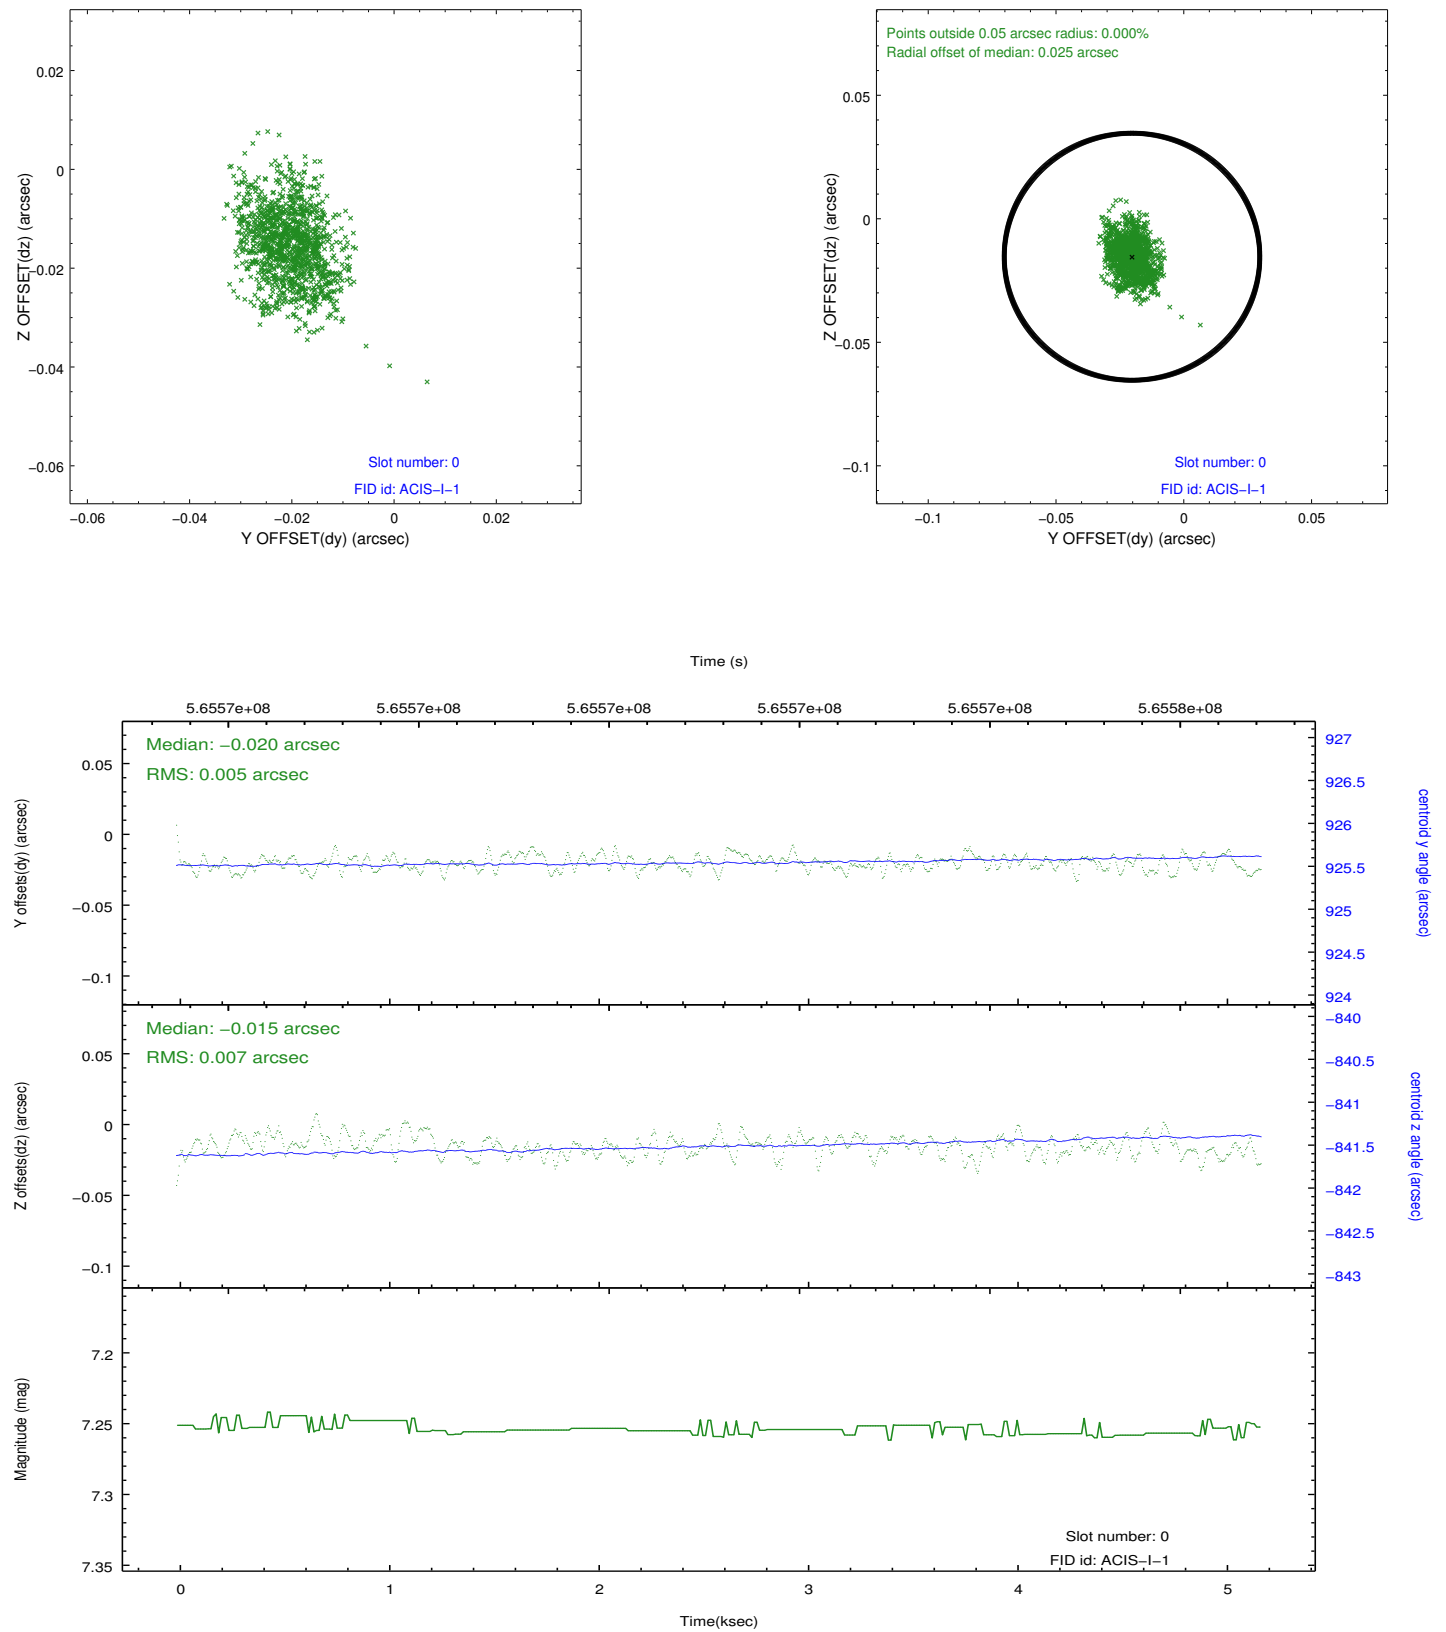 0.02
0
−0.02
−0.04
−0.06
Z OFFSET(dz) (arcsec)
Slot number: 0
FID id: ACIS−I−1
−0.06
−0.04
−0.02
0
0.02
Y OFFSET(dy) (arcsec)
Points outside 0.05 arcsec radius: 0.000%
Radial offset of median: 0.025 arcsec
0.05
0
−0.05
−0.1
Z OFFSET(dz) (arcsec)
Slot number: 0
FID id: ACIS−I−1
−0.1
−0.05
0
0.05
Y OFFSET(dy) (arcsec)
Time (s)
5.6557e+08
5.6557e+08
5.6557e+08
5.6557e+08
5.6557e+08
5.6558e+08
Median: −0.020 arcsec
RMS: 0.005 arcsec
0.05
0
−0.05
−0.1
Y offsets(dy) (arcsec)
927
926.5
926
925.5
925
924.5
924
centroid y angle (arcsec)
Median: −0.015 arcsec
RMS: 0.007 arcsec
0.05
0
−0.05
−0.1
Z offsets(dz) (arcsec)
−840
−840.5
−841
−841.5
−842
−842.5
−843
centroid z angle (arcsec)
7.2
7.25
7.3
7.35
Magnitude (mag)
Slot number: 0
FID id: ACIS−I−1
0
1
2
3
4
5
Time(ksec)